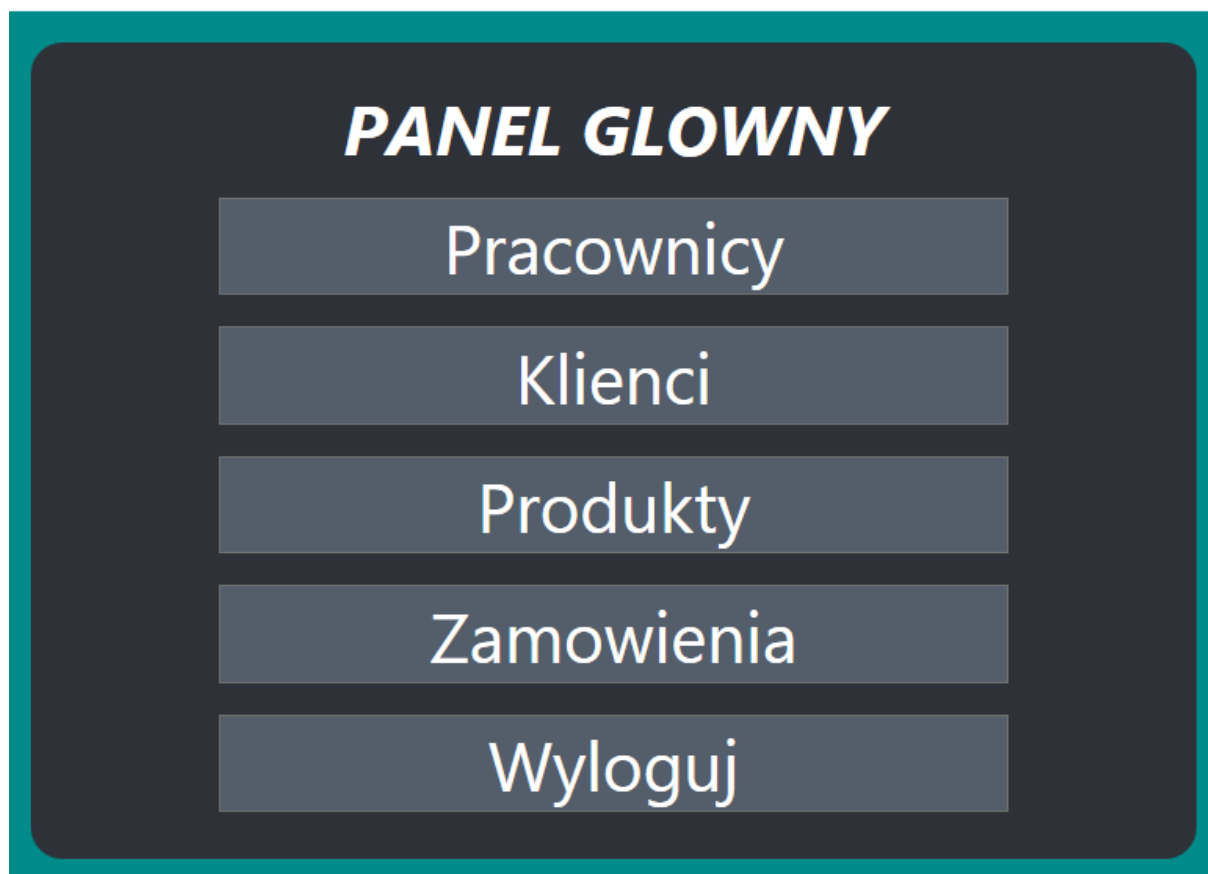 PANEL GLOWNY
Pracownicy
Klienci
Produkty
Zamowienia
Wyloguj